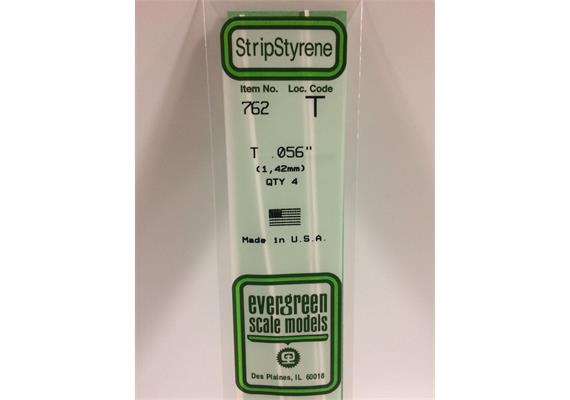 StripStyrene
Item No. Loc. Code
762 T
T .056"
(1,42mm)
QTY 4
Made in U.S.A.
evergreen
scale models
Des Plaines, IL 60018